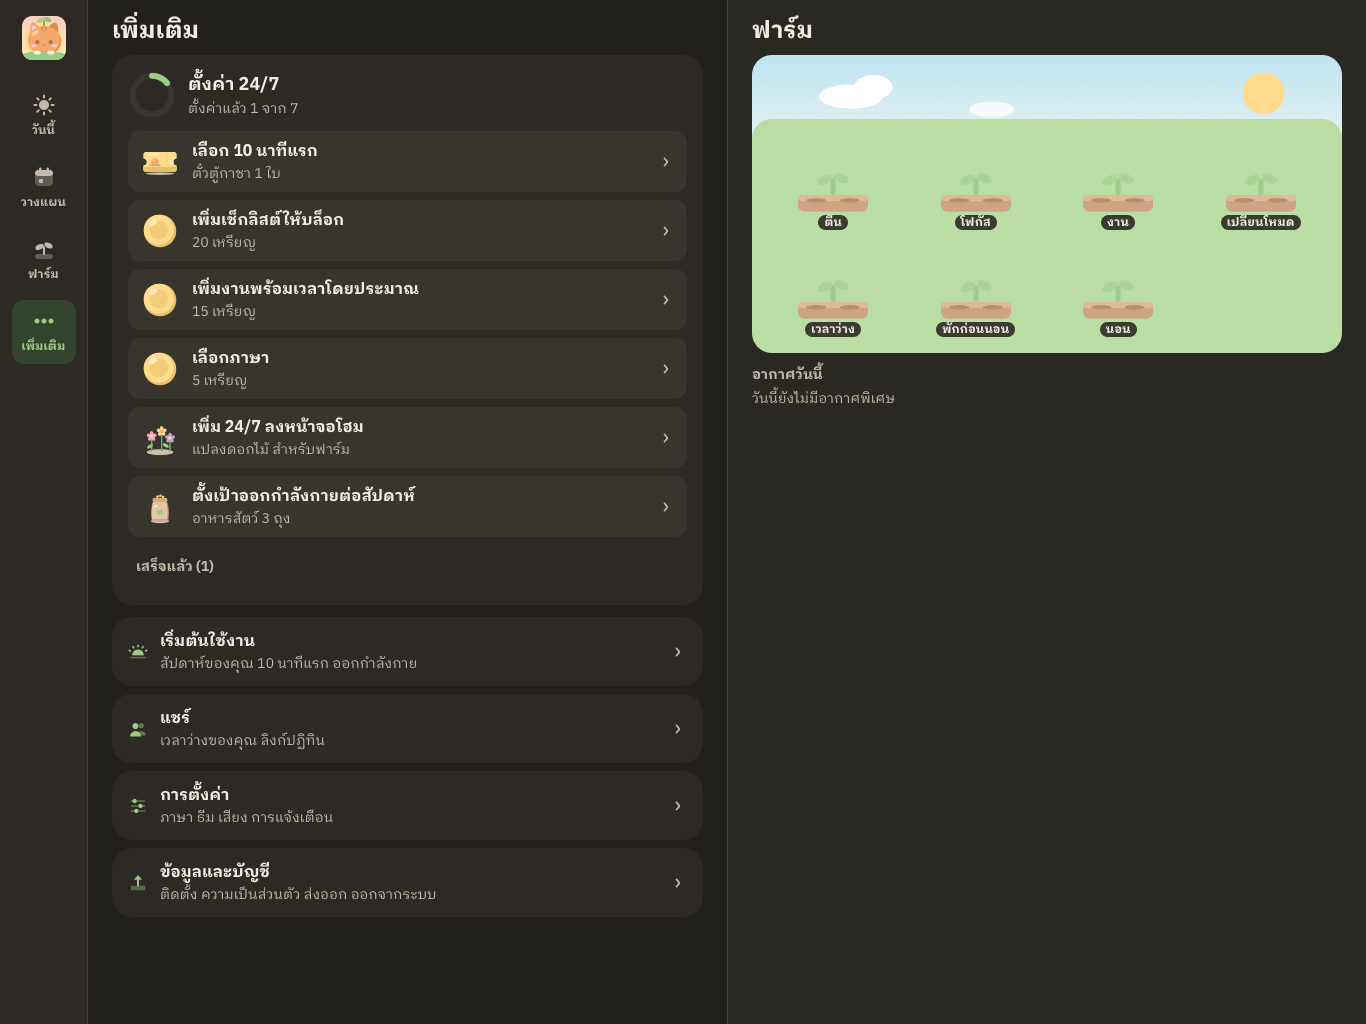 วันนี้
วางแผน
ฟาร์ม
เพิ่มเติม
เพิ่มเติม
ตั้งค่า 24/7
ตั้งค่าแล้ว 1 จาก 7
เลือก 10 นาทีแรก
ตั๋วตู้กาชา 1 ใบ
เพิ่มเช็กลิสต์ให้บล็อก
20 เหรียญ
เพิ่มงานพร้อมเวลาโดยประมาณ
15 เหรียญ
เลือกภาษา
5 เหรียญ
เพิ่ม 24/7 ลงหน้าจอโฮม
แปลงดอกไม้ สำหรับฟาร์ม
ตั้งเป้าออกกำลังกายต่อสัปดาห์
อาหารสัตว์ 3 ถุง
เสร็จแล้ว (1)
เริ่มต้นใช้งาน
สัปดาห์ของคุณ 10 นาทีแรก ออกกำลังกาย
แชร์
เวลาว่างของคุณ ลิงก์ปฏิทิน
การตั้งค่า
ภาษา ธีม เสียง การแจ้งเตือน
ข้อมูลและบัญชี
ติดตั้ง ความเป็นส่วนตัว ส่งออก ออกจากระบบ
ฟาร์ม
ตื่น
โฟกัส
งาน
เปลี่ยนโหมด
เวลาว่าง
พักก่อนนอน
นอน
อากาศวันนี้
วันนี้ยังไม่มีอากาศพิเศษ